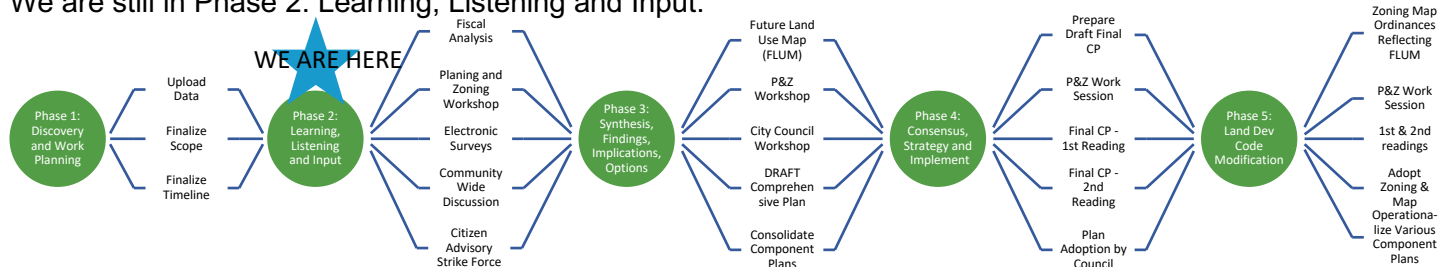 We are still in Phase 2: Learning, Listening and Input.
WE ARE HERE
Phase 1:
Discovery
and Work
Planning
Upload
Data
Finalize
Scope
Finalize
Timeline
Phase 2:
Learning,
Listening
and Input
Fiscal
Analysis
Planing and
Zoning
Workshop
Electronic
Surveys
Community
Wide
Discussion
Citizen
Advisory
Strike Force
Phase 3:
Synthesis,
Findings,
Implications,
Options
Future Land
Use Map
(FLUM)
P&Z
Workshop
City Council
Workshop
DRAFT
Comprehen
sive Plan
Consolidate
Component
Plans
Phase 4:
Consensus,
Strategy and
Implement
Prepare
Draft Final
CP
P&Z Work
Session
Final CP -
1st Reading
Final CP -
2nd
Reading
Plan
Adoption by
Council
Phase 5:
Land Dev
Code
Modification
Zoning Map
Ordinances
Reflecting
FLUM
P&Z Work
Session
1st & 2nd
readings
Adopt
Zoning &
Map
Operationa-
lize Various
Component
Plans